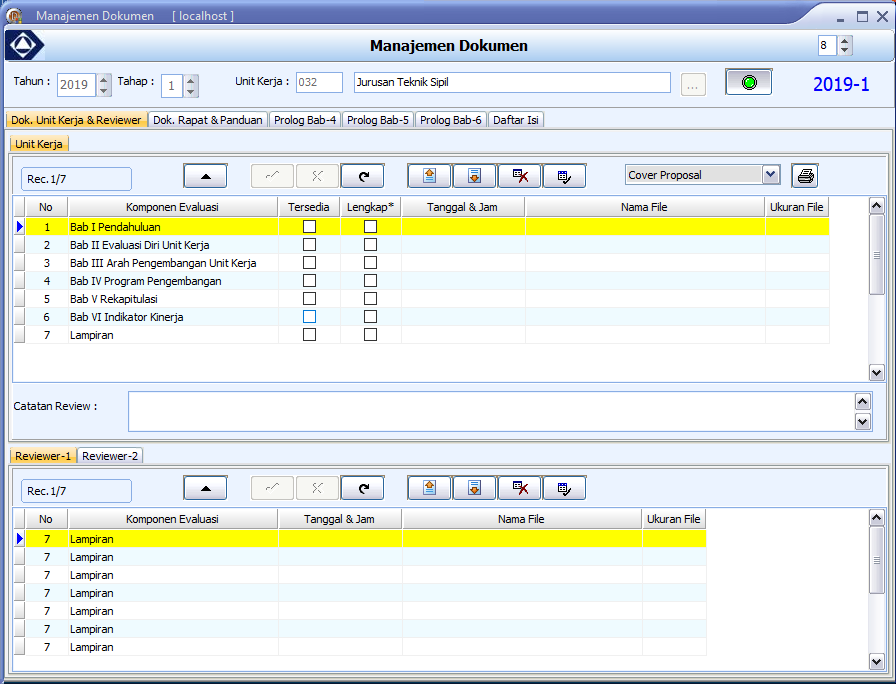 Manajemen Dokumen [ localhost ]
Manajemen Dokumen 8
Tahun : 2019 Tahap : 1 Unit Kerja : 032 Jurusan Teknik Sipil ... 2019-1
Dok. Unit Kerja & Reviewer Dok. Rapat & Panduan Prolog Bab-4 Prolog Bab-5 Prolog Bab-6 Daftar Isi
Unit Kerja
Rec.1/7 Cover Proposal
No Komponen Evaluasi Tersedia Lengkap* Tanggal & Jam Nama File Ukuran File
1 Bab I Pendahuluan
2 Bab II Evaluasi Diri Unit Kerja
3 Bab III Arah Pengembangan Unit Kerja
4 Bab IV Program Pengembangan
5 Bab V Rekapitulasi
6 Bab VI Indikator Kinerja
7 Lampiran
Catatan Review :
Reviewer-1 Reviewer-2
Rec.1/7
No Komponen Evaluasi Tanggal & Jam Nama File Ukuran File
7 Lampiran
7 Lampiran
7 Lampiran
7 Lampiran
7 Lampiran
7 Lampiran
7 Lampiran